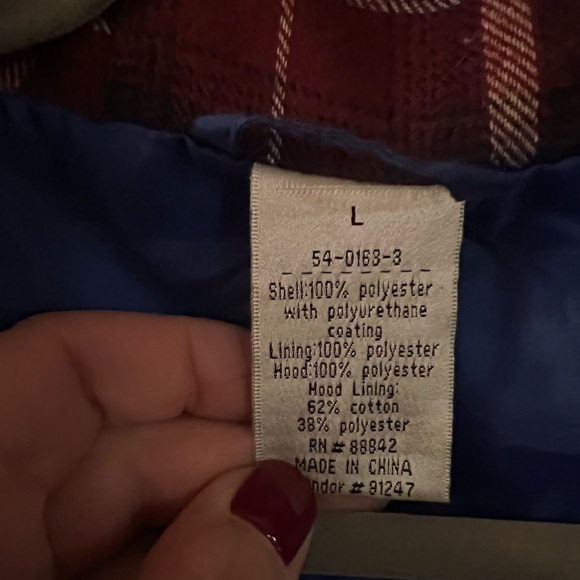 L
54-0168-3
Shell:100% polyester
with polyurethane
coating
Lining:100% polyester
Hood:100% polyester
Hood Lining:
62% cotton
38% polyester
RN # 88842
MADE IN CHINA
# 91247